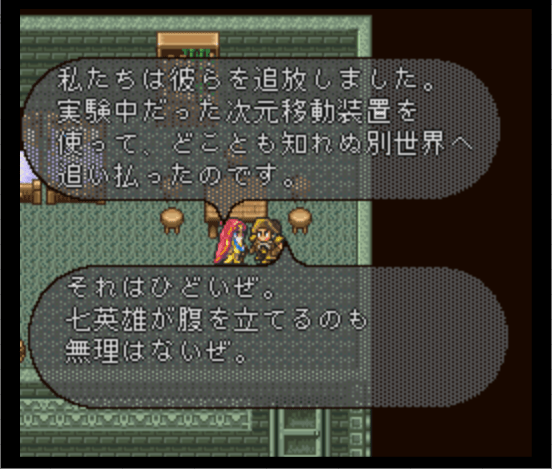 私たちは彼らを追放しました。
実験中だった次元移動装置を
使って、どことも知れぬ別世界へ
追い払ったのです。
それはひどいぜ。
七英雄が腹を立てるのも
無理はないぜ。